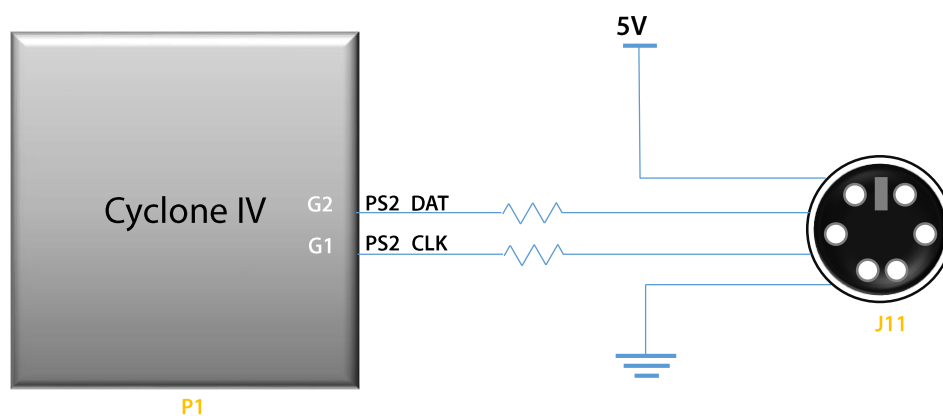 5V
Cyclone IV
G2
PS2 DAT
G1
PS2 CLK
J11
P1